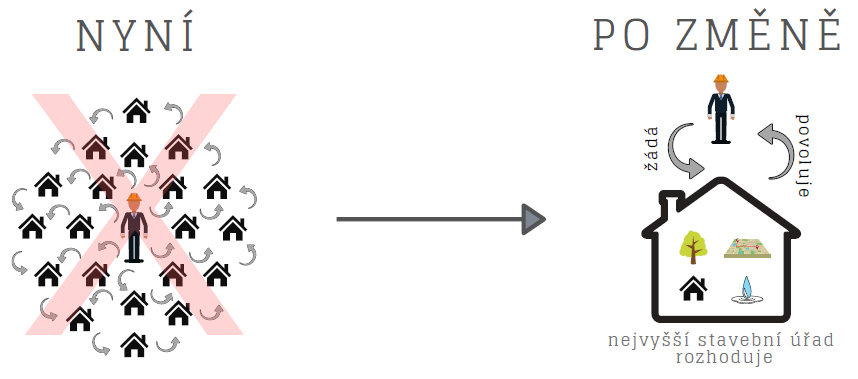 NYNÍ
PO ZMĚNĚ
žádá
povoluje
nejvyšší stavební úřad
rozhoduje